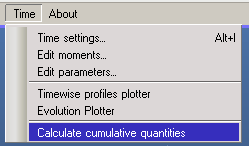 Time About
Time settings... Alt+I
Edit moments...
Edit parameters...
Timewise profiles plotter
Evolution Plotter
Calculate cumulative quantities